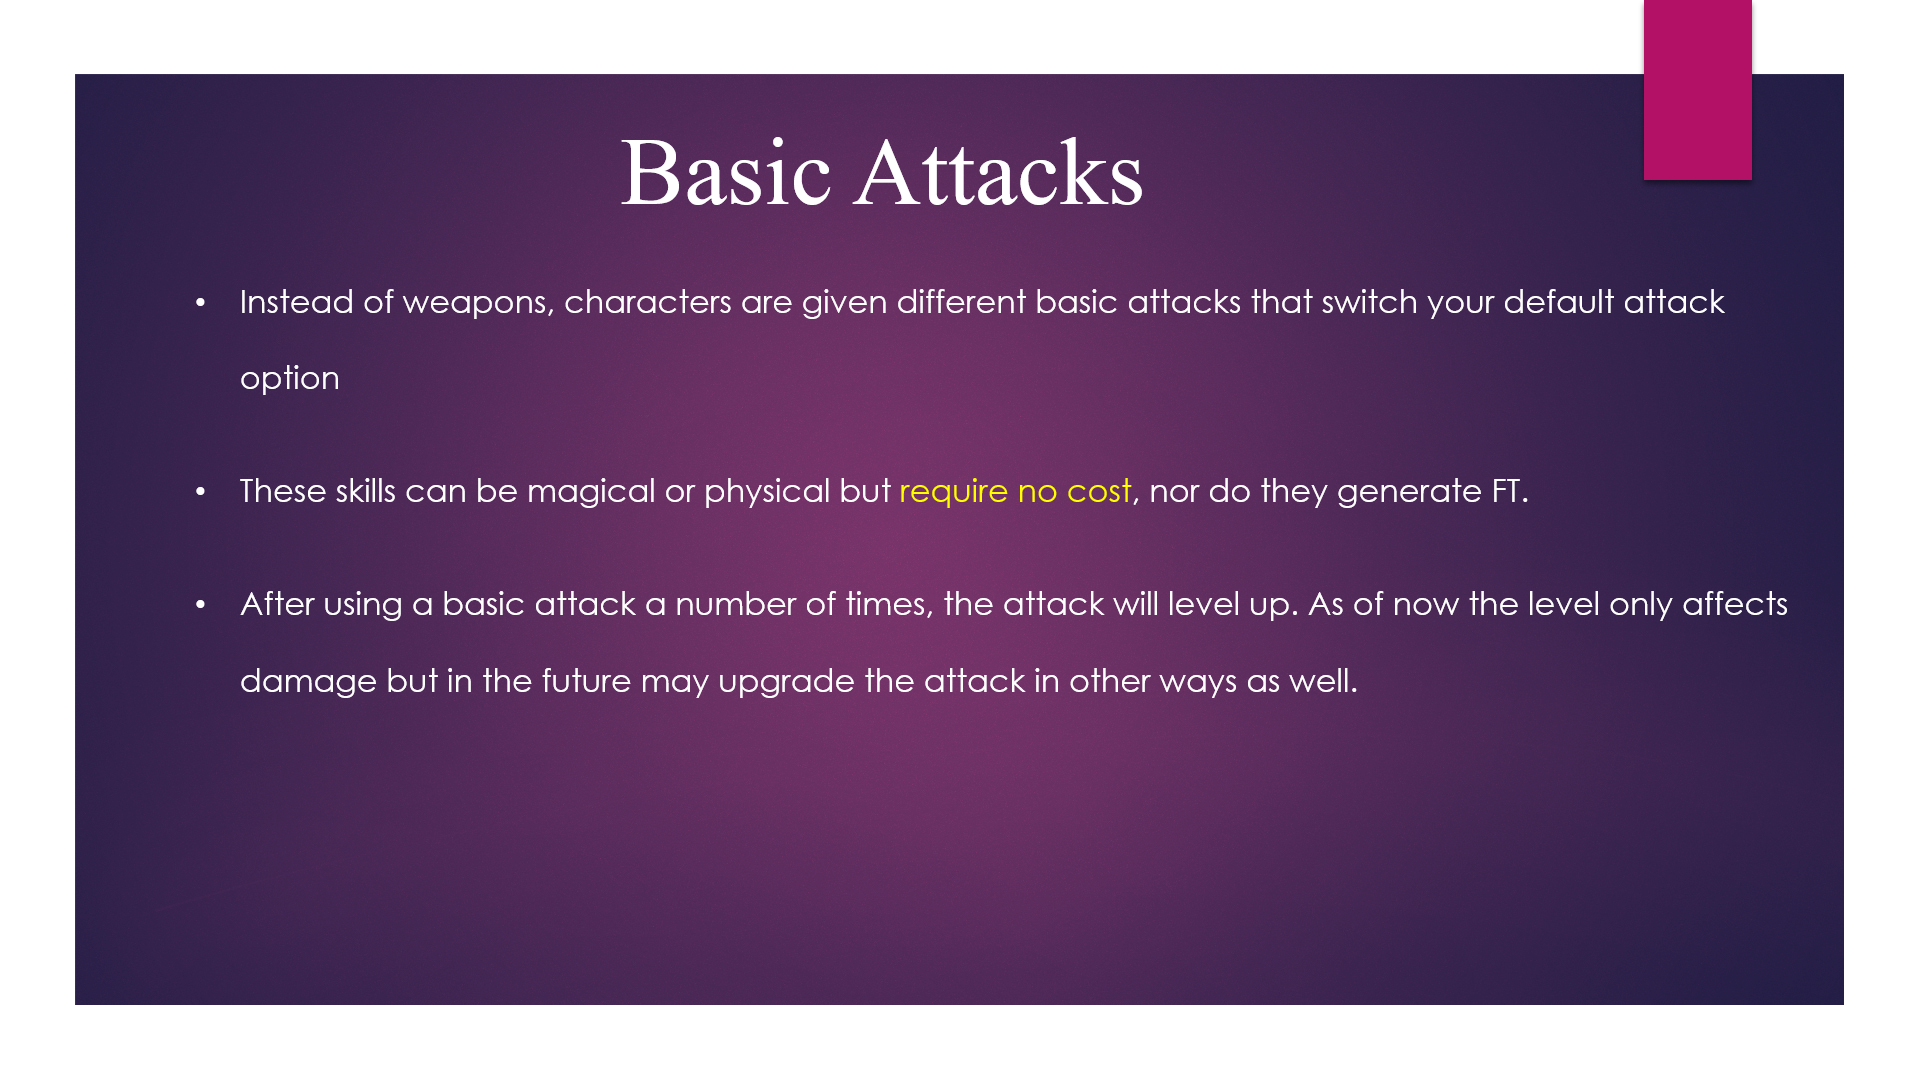 Basic Attacks
• Instead of weapons, characters are given different basic attacks that switch your default attack
option
• These skills can be magical or physical but require no cost, nor do they generate FT.
• After using a basic attack a number of times, the attack will level up. As of now the level only affects
damage but in the future may upgrade the attack in other ways as well.